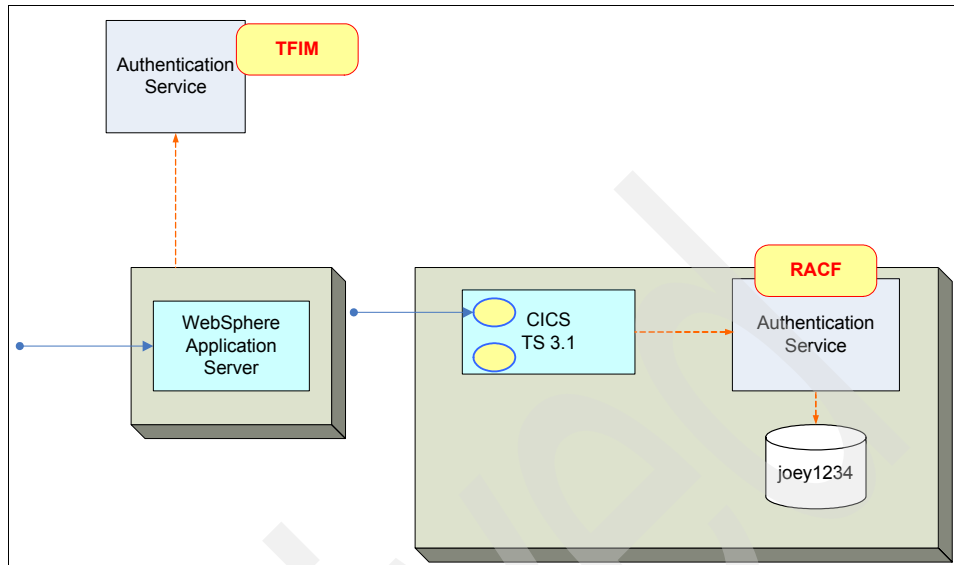 TFIM
Authentication
Service
RACF
WebSphere
Application
Server
CICS
TS 3.1
Authentication
Service
joey1234